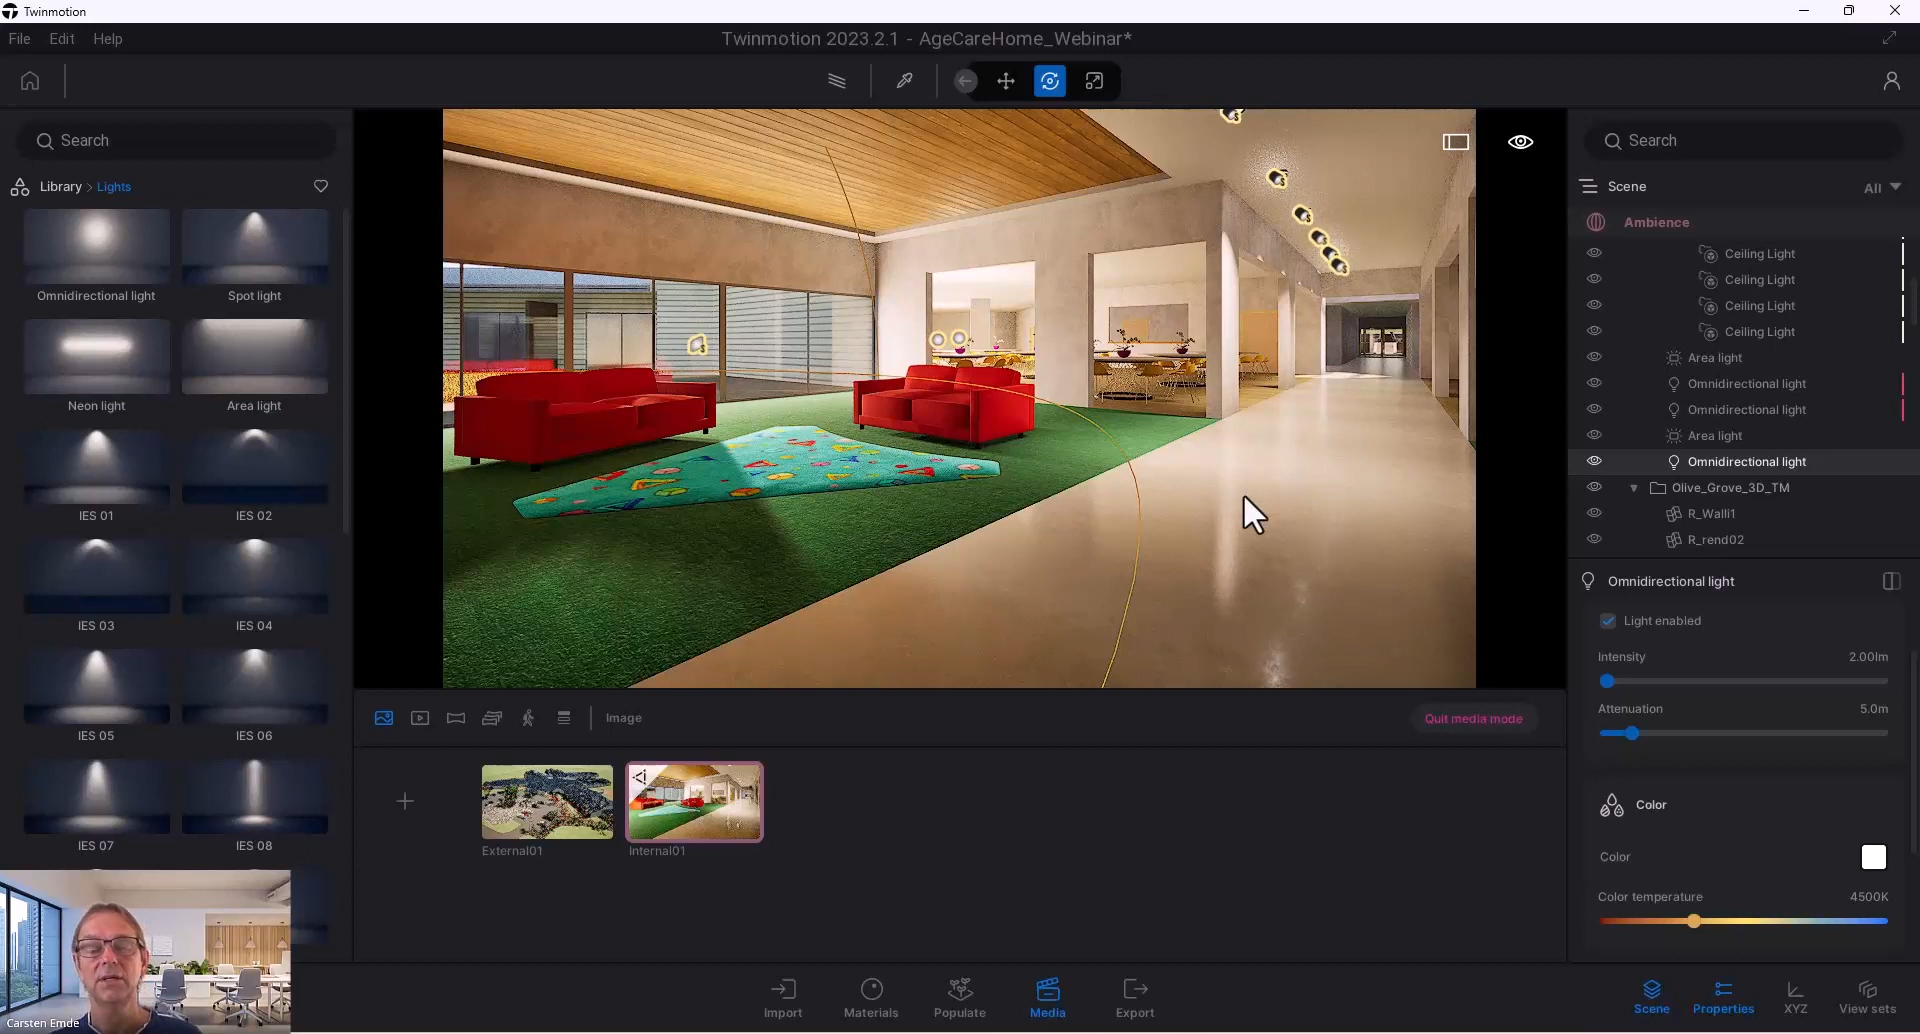 Twinmotion
File Edit Help
Twinmotion 2023.2.1 - AgeCareHome_Webinar*
Search
Library > Lights
Omnidirectional light
Spot light
Neon light
Area light
IES 01
IES 02
IES 03
IES 04
IES 05
IES 06
IES 07
IES 08
Carsten Emde
Image
Quit media mode
External01
Internal01
Import
Materials
Populate
Media
Export
Search
Scene
All
Ambience
Ceiling Light
Ceiling Light
Ceiling Light
Ceiling Light
Area light
Omnidirectional light
Omnidirectional light
Area light
Omnidirectional light
Olive_Grove_3D_TM
R_Walli1
R_rend02
Omnidirectional light
Light enabled
Intensity 2.00lm
Attenuation 5.0m
Color
Color
Color temperature 4500K
Scene
Properties
XYZ
View sets